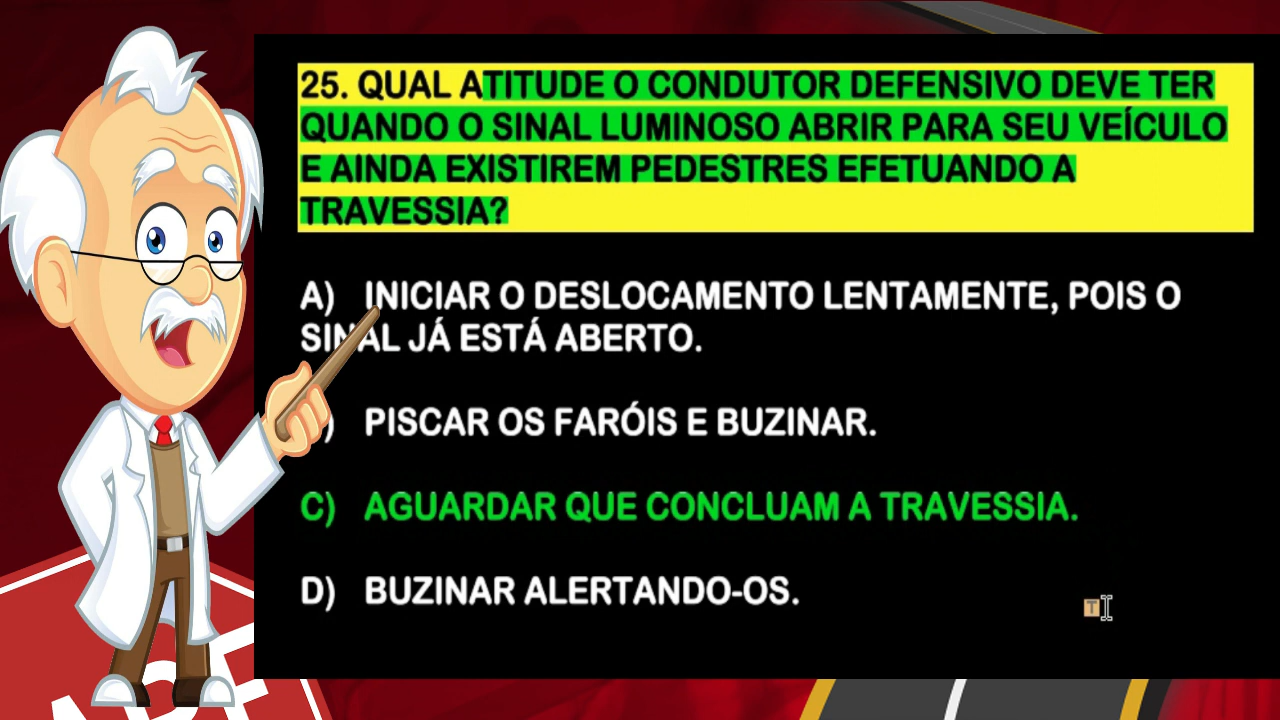 25. QUAL ATITUDE O CONDUTOR DEFENSIVO DEVE TER
QUANDO O SINAL LUMINOSO ABRIR PARA SEU VEÍCULO
E AINDA EXISTIREM PEDESTRES EFETUANDO A
TRAVESSIA?
A) INICIAR O DESLOCAMENTO LENTAMENTE, POIS O
SINAL JÁ ESTÁ ABERTO.
) PISCAR OS FARÓIS E BUZINAR.
C) AGUARDAR QUE CONCLUAM A TRAVESSIA.
D) BUZINAR ALERTANDO-OS.
T